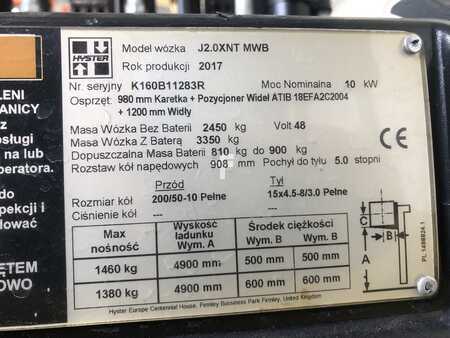 HYSTER
Model wózka J2.0XNT MWB
Rok produkcji 2017
Nr. seryjny K160B11283R Moc Nominalna 10 kW
Osprzęt: 980 mm Karetka + Pozycjoner Wideł ATIB 18EFA2C2004
+ 1200 mm Widły
Masa Wózka Bez Baterii 2450 kg Volt 48
Masa Wózka Z Baterą 3350 kg
Dopuszczalna Masa Baterii 810 kg do 900 kg
Rozstaw kół napędowych 908 mm Pochył do tyłu 5.0 stopni
Przód Tył
Rozmiar kół 200/50-10 Pełne 15x4.5-8/3.0 Pełne
Ciśnienie kół --- ---
Max nośność Wyskość ładunku Wym. A Środek ciężkości Wym. B Wym. B
1460 kg 4900 mm 500 mm 500 mm
1380 kg 4900 mm 600 mm 600 mm
Hyster Europe Centennial House. Frimley Business Park Frimley, United Kingdom
CE
C
B
A
PL 1498824.1
LENI
ANICY
o
bsługi
na lub
peratora.
do
pekcji i
dować
ĘTEM
OWO